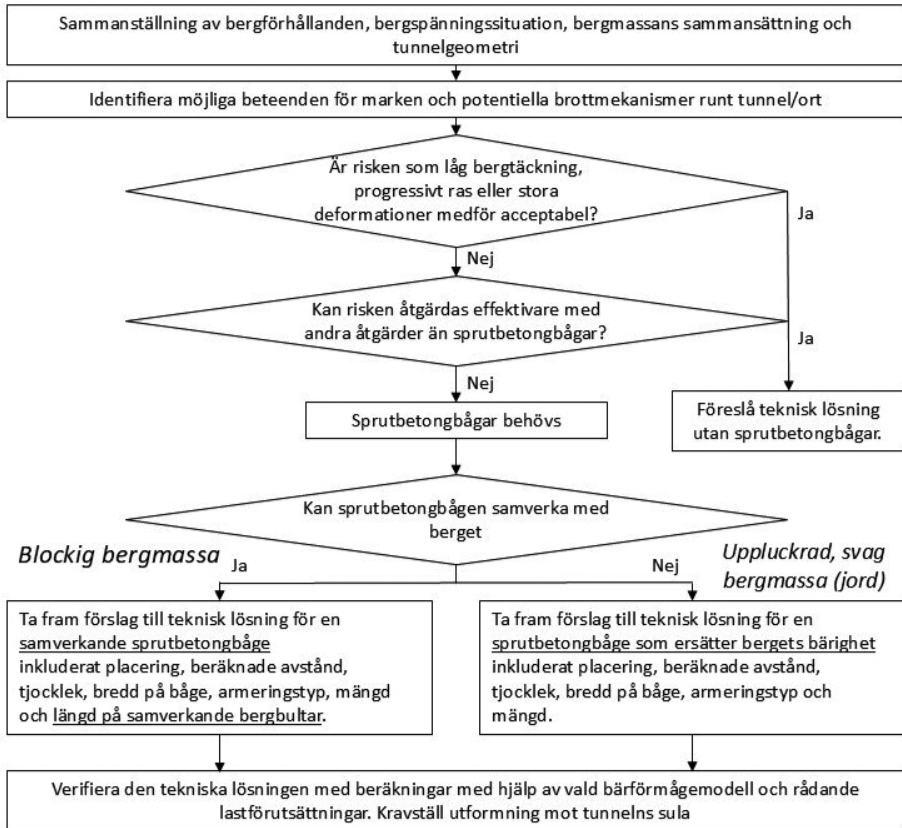 Sammanställning av bergförhållanden, bergspänningssituation, bergmassans sammansättning och
tunnelgeometri
Identifiera möjliga beteenden för marken och potentiella brottmekanismer runt tunnel/ort
Är risken som låg bergtäckning,
progressivt ras eller stora
deformationer medför acceptabel?
Ja
Nej
Kan risken åtgärdas effektivare med
andra åtgärder än sprutbetongbågar?
Ja
Nej
Sprutbetongbågar behövs
Föreslå teknisk lösning
utan sprutbetongbågar.
Kan sprutbetongbågen samverka med
berget
Blockig bergmassa
Ja
Nej
Uppluckrad, svag
bergmassa (jord)
Ta fram förslag till teknisk lösning för en
samverkande sprutbetongbåge
inkluderat placering, beräknade avstånd,
tjocklek, bredd på båge, armeringstyp, mängd
och längd på samverkande bergbultar.
Ta fram förslag till teknisk lösning för en
sprutbetongbåge som ersätter bergets bärighet
inkluderat placering, beräknade avstånd,
tjocklek, bredd på båge, armeringstyp och
mängd.
Verifiera den tekniska lösningen med beräkningar med hjälp av vald bärförmågemodell och rådande
lastförutsättningar. Kravställ utformning mot tunnelns sula